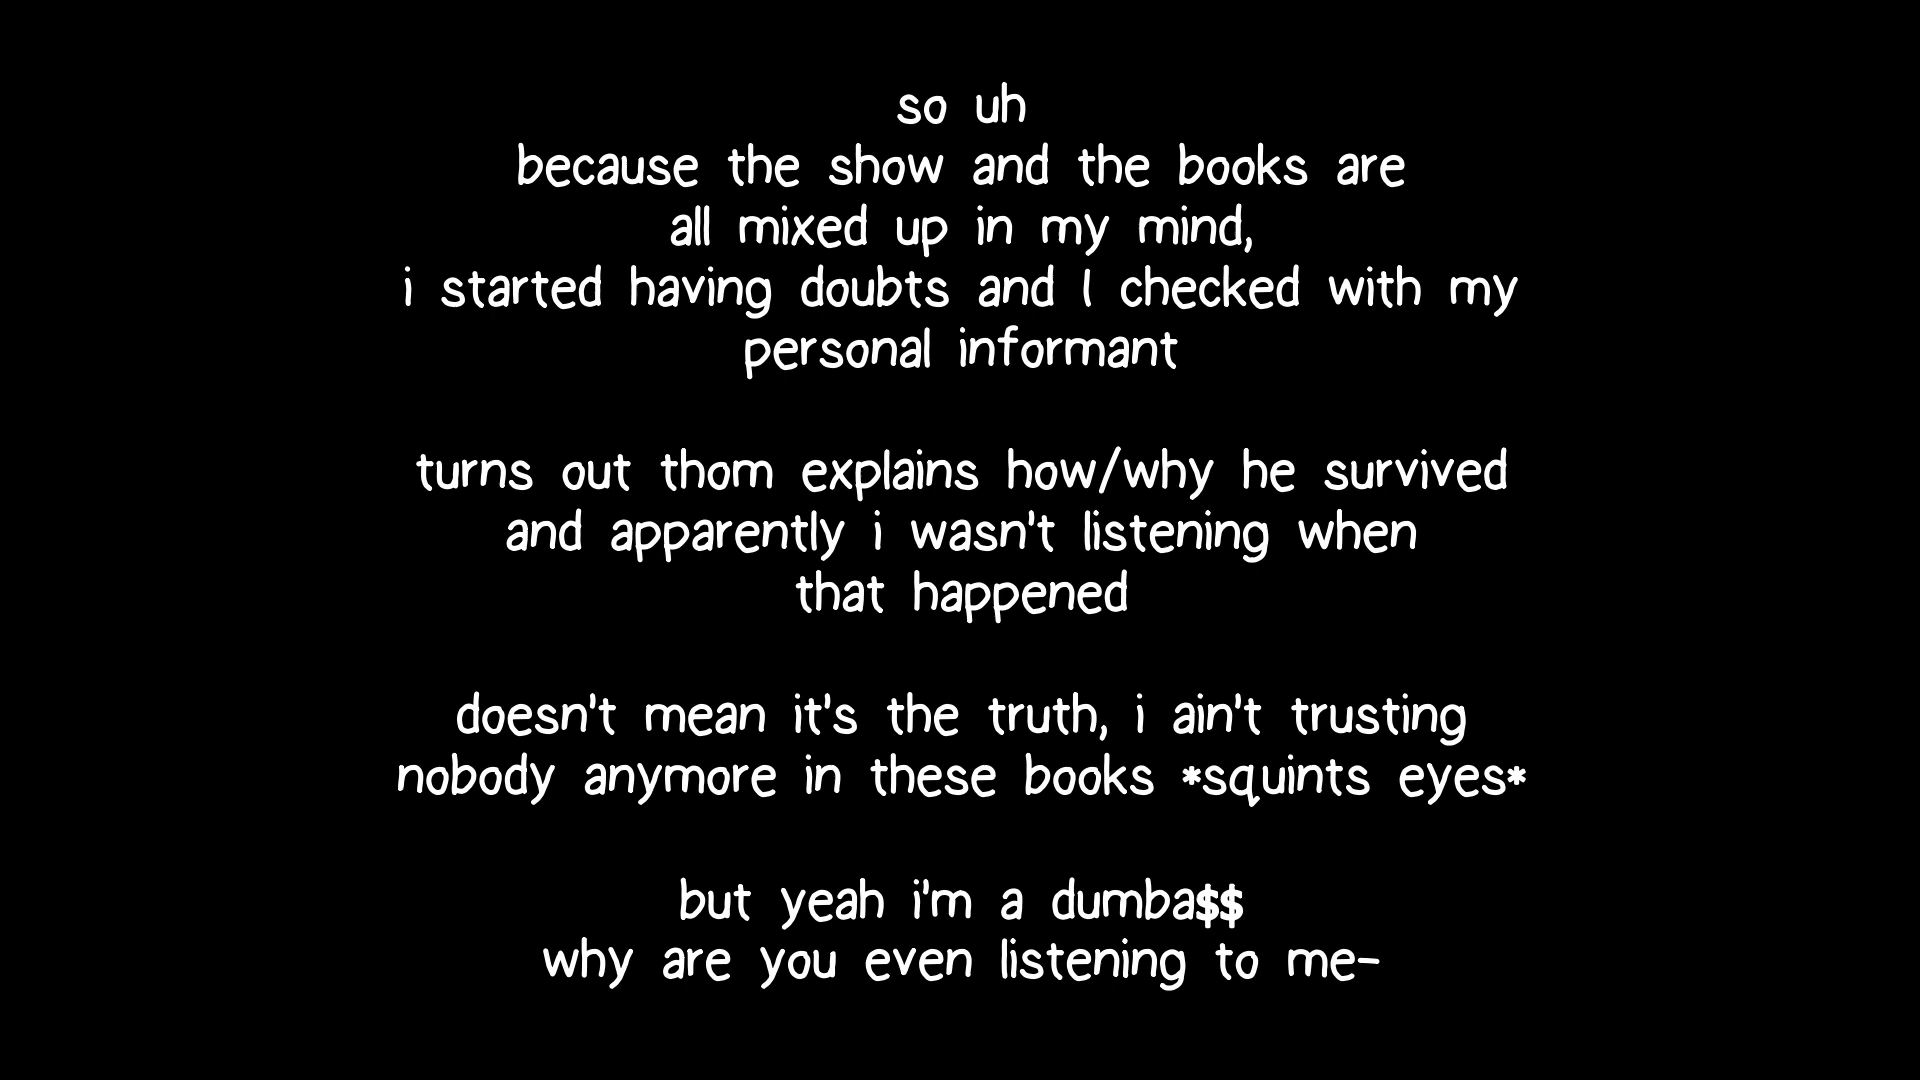 so uh
because the show and the books are
all mixed up in my mind,
i started having doubts and I checked with my
personal informant
turns out thom explains how/why he survived
and apparently i wasn't listening when
that happened
doesn't mean it's the truth, i ain't trusting
nobody anymore in these books *squints eyes*
but yeah i'm a dumba$$
why are you even listening to me-